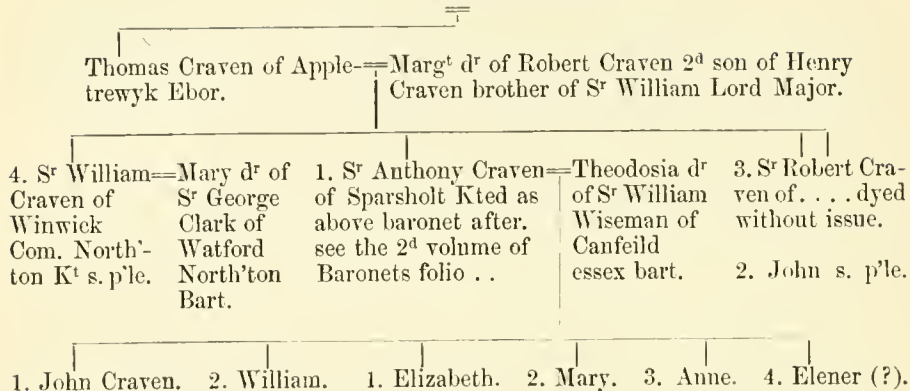 Thomas Craven of Apple-
trewyk Ebor.
Margᵗ dʳ of Robert Craven 2ᵈ son of Henry
Craven brother of Sʳ William Lord Major.
4. Sʳ William
Craven of
Winwick
Com. North'-
ton Kᵗ s. p'le.
Mary dʳ of
Sʳ George
Clark of
Watford
North'ton
Bart.
1. Sʳ Anthony Craven
of Sparsholt Kted as
above baronet after.
see the 2ᵈ volume of
Baronets folio . .
Theodosia dʳ
of Sʳ William
Wiseman of
Canfeild
essex bart.
3. Sʳ Robert Cra-
ven of. . . . dyed
without issue.
2. John s. p'le.
1. John Craven. 2. William. 1. Elizabeth. 2. Mary. 3. Anne. 4. Elener (?).